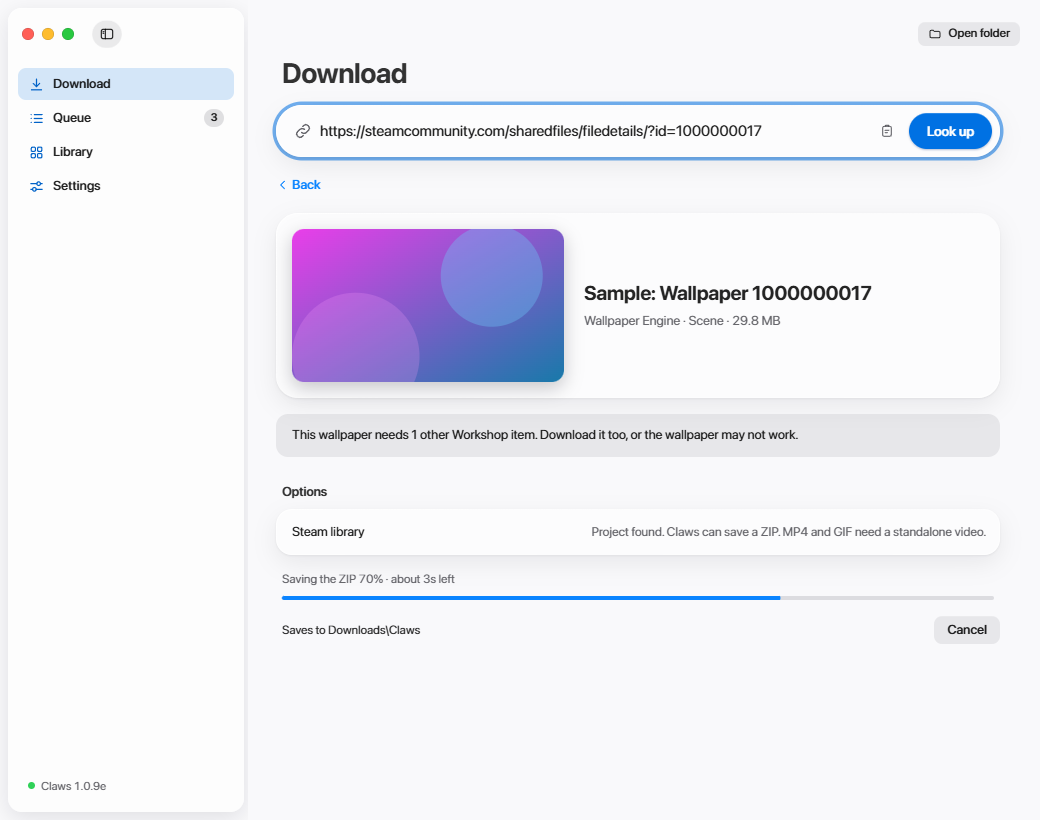 Open folder
Download
Queue
3
Library
Settings
Download
https://steamcommunity.com/sharedfiles/filedetails/?id=1000000017
Look up
Back
Sample: Wallpaper 1000000017
Wallpaper Engine · Scene · 29.8 MB
This wallpaper needs 1 other Workshop item. Download it too, or the wallpaper may not work.
Options
Steam library
Project found. Claws can save a ZIP. MP4 and GIF need a standalone video.
Saving the ZIP 70% · about 3s left
Saves to Downloads\Claws
Cancel
Claws 1.0.9e